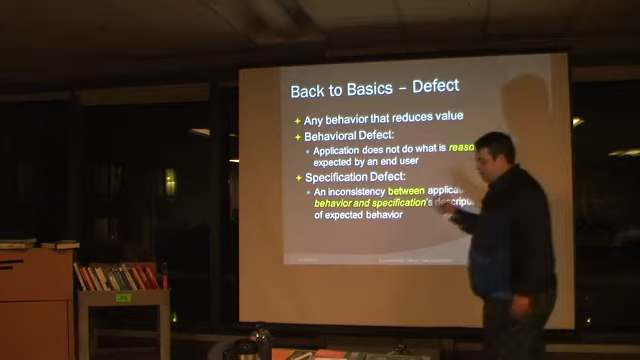 Back to Basics – Defect
Any behavior that reduces value
Behavioral Defect:
Application does not do what is
expected by an end user
Specification Defect:
An inconsistency between
behavior and specification's
of expected behavior